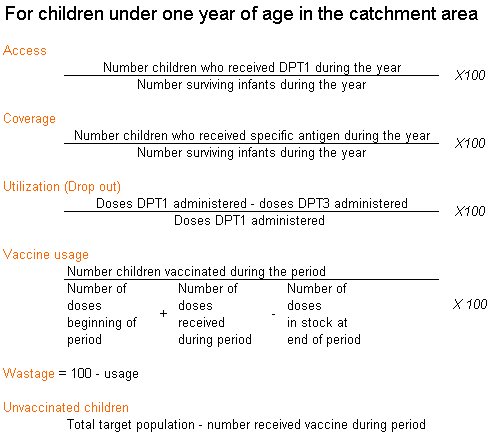 For children under one year of age in the catchment area
Access
Number children who received DPT1 during the year
X100
Number surviving infants during the year
Coverage
Number children who received specific antigen during the year
X100
Number surviving infants during the year
Utilization (Drop out)
Doses DPT1 administered - doses DPT3 administered
X100
Doses DPT1 administered
Vaccine usage
Number children vaccinated during the period
X 100
Number of
doses
beginning of
period
+
Number of
doses
received
during period
-
Number of
doses
in stock at
end of period
Wastage = 100 - usage
Unvaccinated children
Total target population - number received vaccine during period